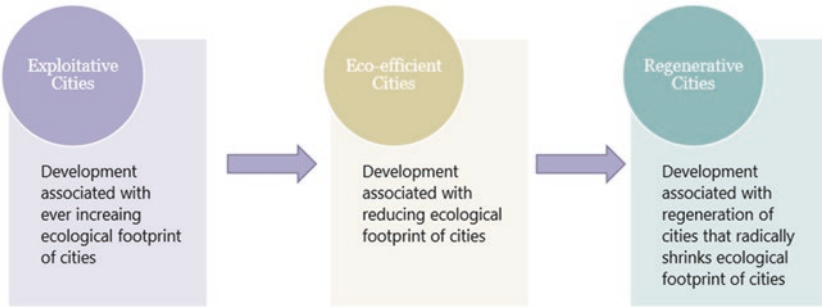 Exploitative
Cities
Development
associated with
ever increaing
ecological footprint
of cities
Eco-efficient
Cities
Development
associated with
reducing ecological
footprint of cities
Regenerative
Cities
Development
associated with
regeneration of
cities that radically
shrinks ecological
footprint of cities